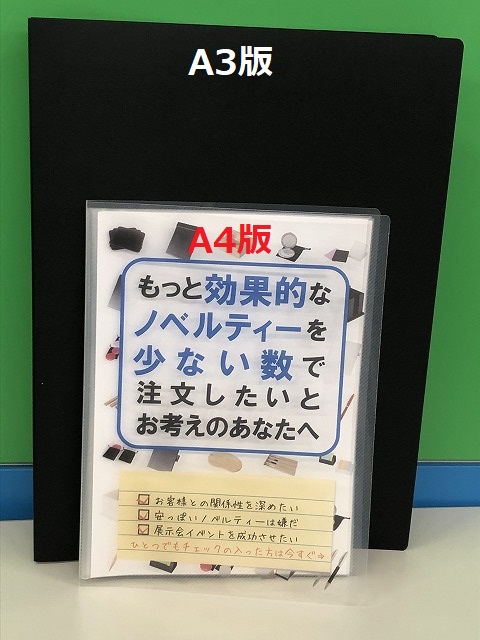 A3版
A4版
もっと効果的な
ノベルティーを
少ない数で
注文したいと
お考えのあなたへ
お客様との関係性を深めたい
安っぽいノベルティーは嫌だ
展示会イベントを成功させたい
ひとつでもチェックの入った方は今すぐ⇒